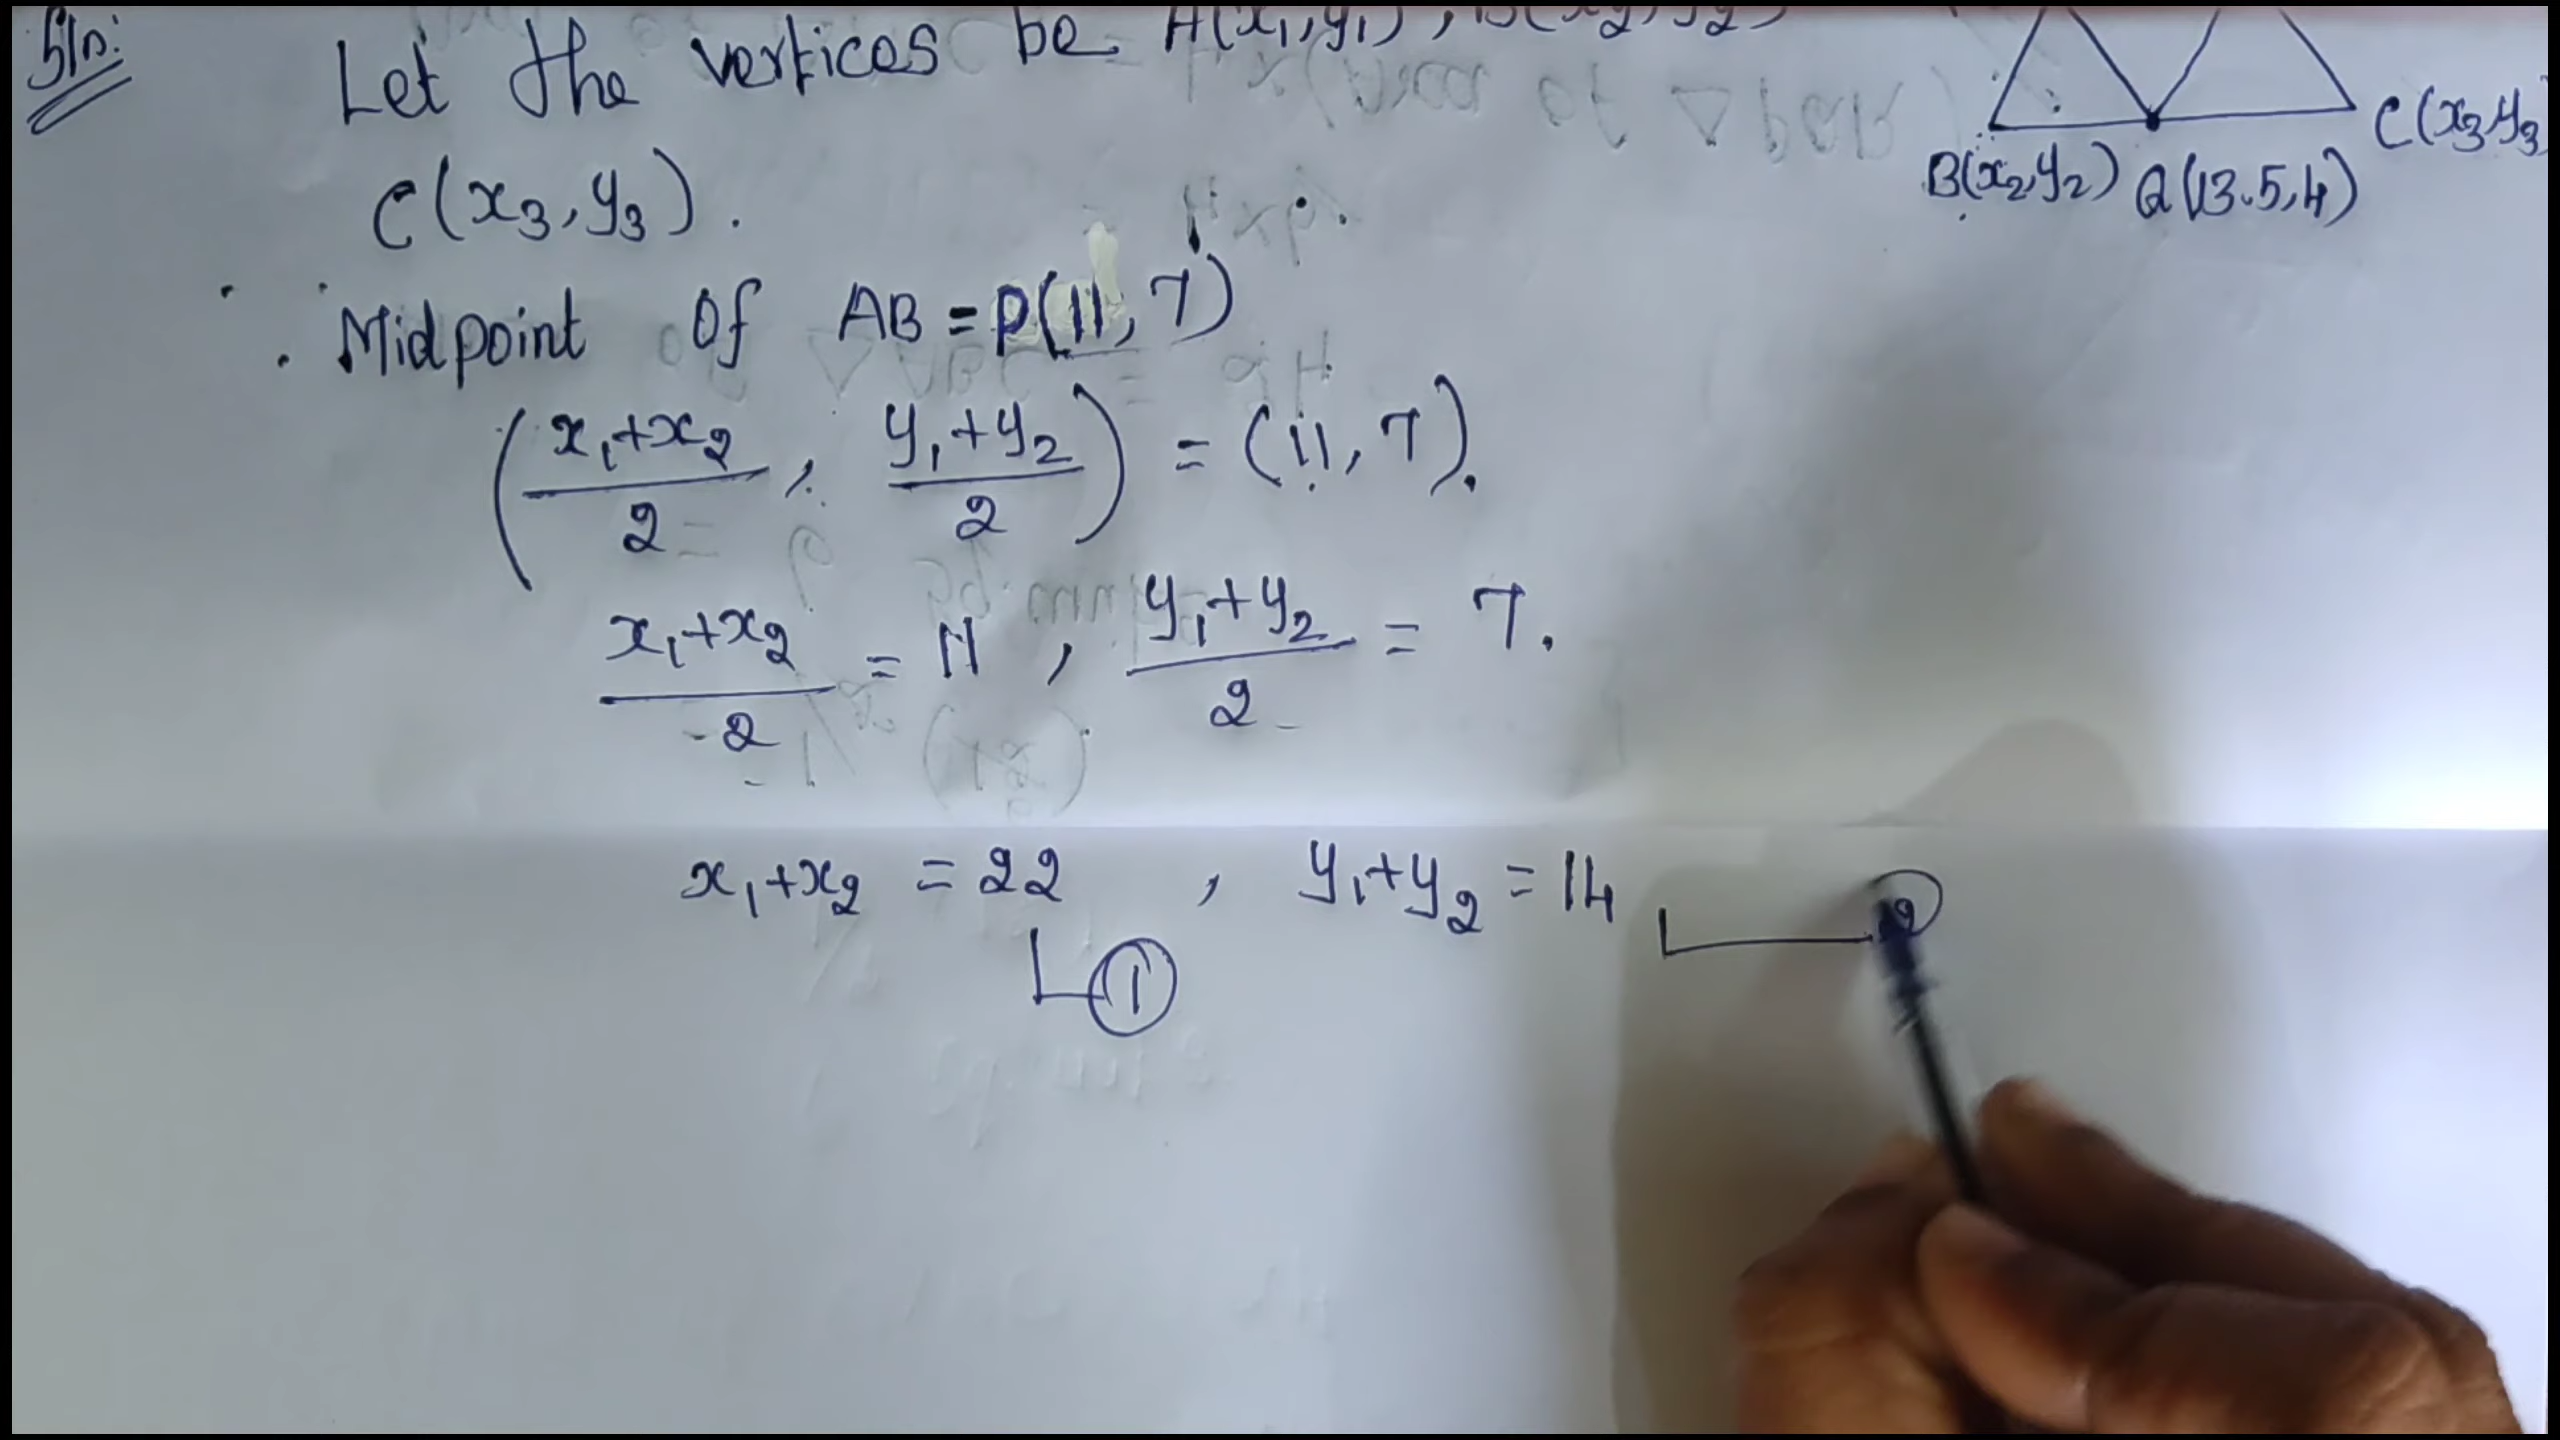 Sln:
Let the vertices be A(x₁,y₁), B(x₂,y₂)
C(x₃,y₃).
B(x₂,y₂) Q(13.5,4) C(x₃,y₃)
∴ Midpoint Of AB = P(11,7)
((x₁+x₂)/2, (y₁+y₂)/2) = (11,7).
(x₁+x₂)/2 = 11, (y₁+y₂)/2 = 7.
x₁+x₂ = 22, y₁+y₂ = 14
① ②